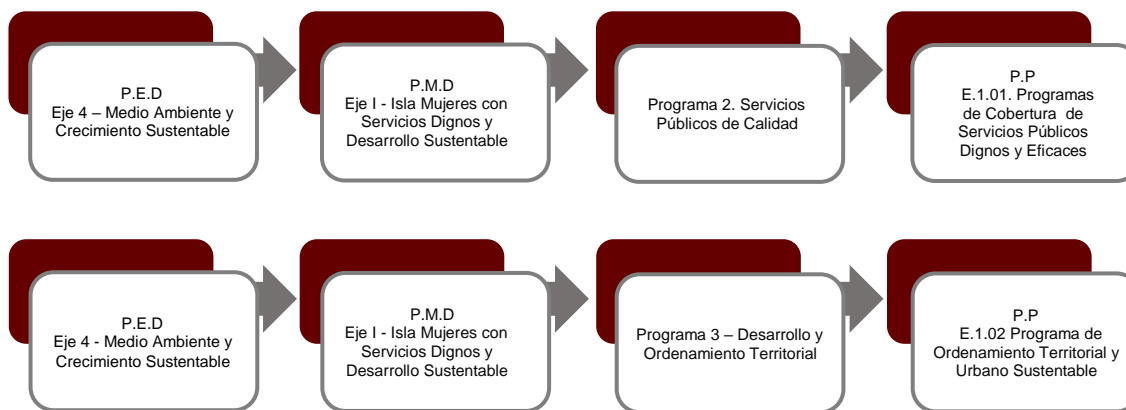 P.E.D
Eje 4 – Medio Ambiente y
Crecimiento Sustentable
P.M.D
Eje I - Isla Mujeres con
Servicios Dignos y
Desarrollo Sustentable
Programa 2. Servicios
Públicos de Calidad
P.P
E.1.01. Programas
de Cobertura de
Servicios Públicos
Dignos y Eficaces
P.E.D
Eje 4 - Medio Ambiente y
Crecimiento Sustentable
P.M.D
Eje I - Isla Mujeres con
Servicios Dignos y
Desarrollo Sustentable
Programa 3 – Desarrollo y
Ordenamiento Territorial
P.P
E.1.02 Programa de
Ordenamiento Territorial y
Urbano Sustentable